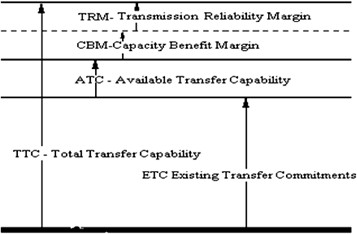 TRM- Transmission Reliability Margin
CBM-Capacity Benefit Margin
ATC - Available Transfer Capability
TTC - Total Transfer Capability
ETC Existing Transfer Commitments